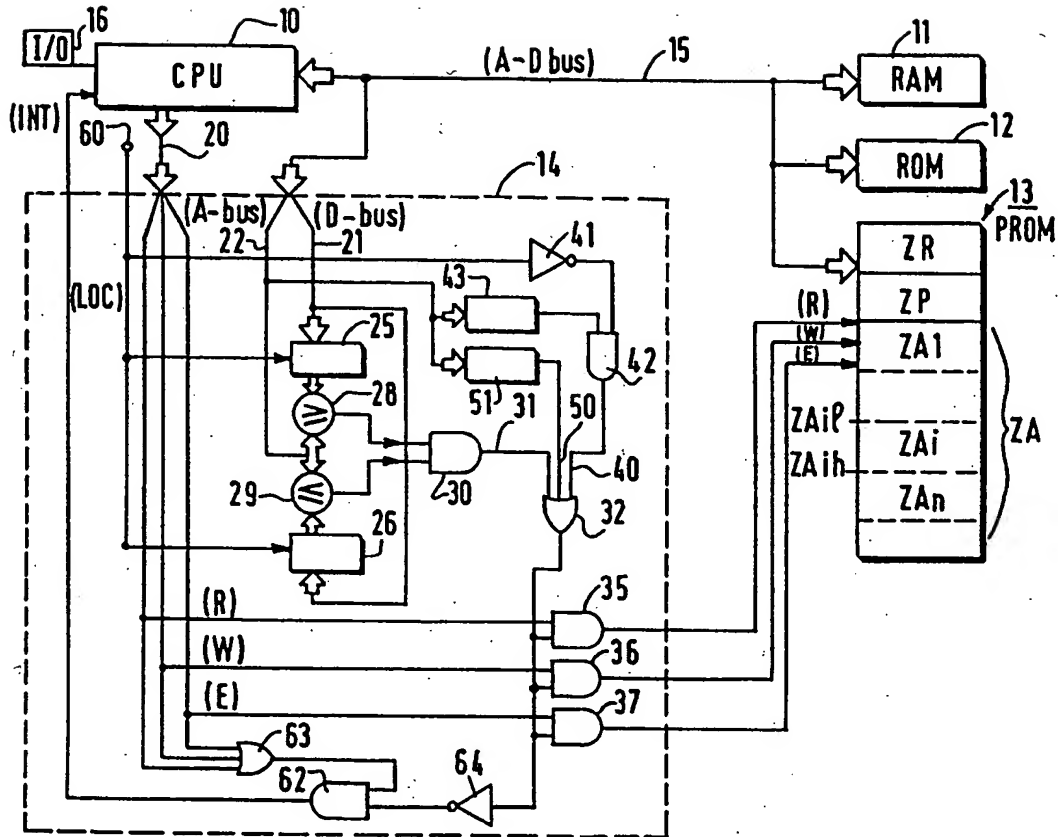 16
10
I/O
CPU
(A-D bus)
15
11
RAM
(INT)
60
20
12
ROM
14
13
PROM
(A-bus)
(D-bus)
22
21
41
ZR
43
(LOC)
ZP
(R)
(W)
(E)
25
42
ZA1
28
51
31
50
≥
ZAiℓ
ZA
ZAi
40
ZAih
≤
29
30
32
ZAn
26
35
(R)
36
(W)
37
(E)
63
64
62